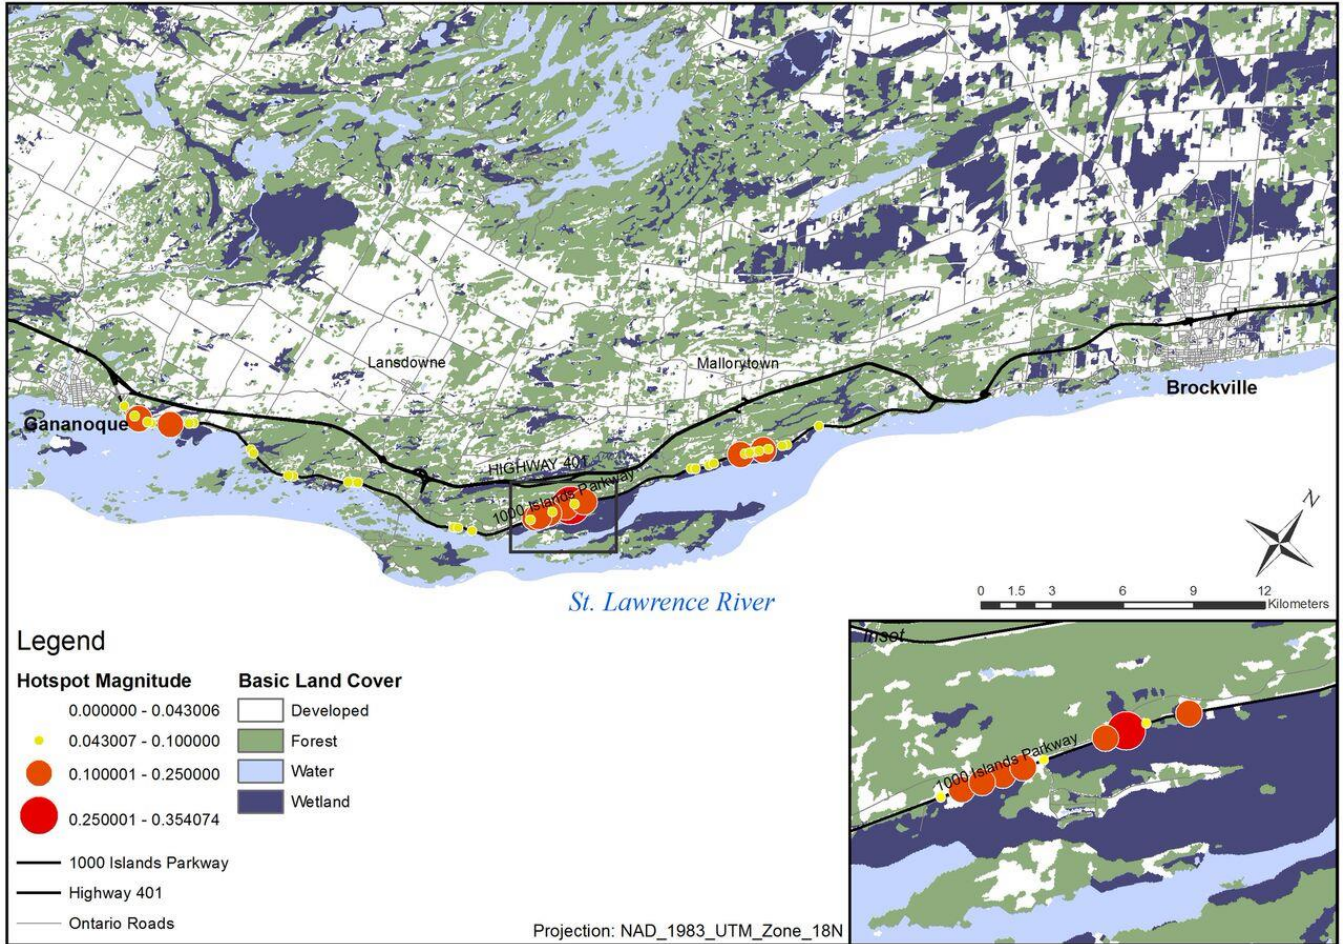 Lansdowne
Mallorytown
Brockville
Gananoque
HIGHWAY 401
1000 Islands Parkway
N
St. Lawrence River
0 1.5 3 6 9 12
Kilometers
Legend
Hotspot Magnitude
0.000000 - 0.043006
0.043007 - 0.100000
0.100001 - 0.250000
0.250001 - 0.354074
1000 Islands Parkway
Highway 401
Ontario Roads
Basic Land Cover
Developed
Forest
Water
Wetland
Projection: NAD_1983_UTM_Zone_18N
Inset
1000 Islands Parkway